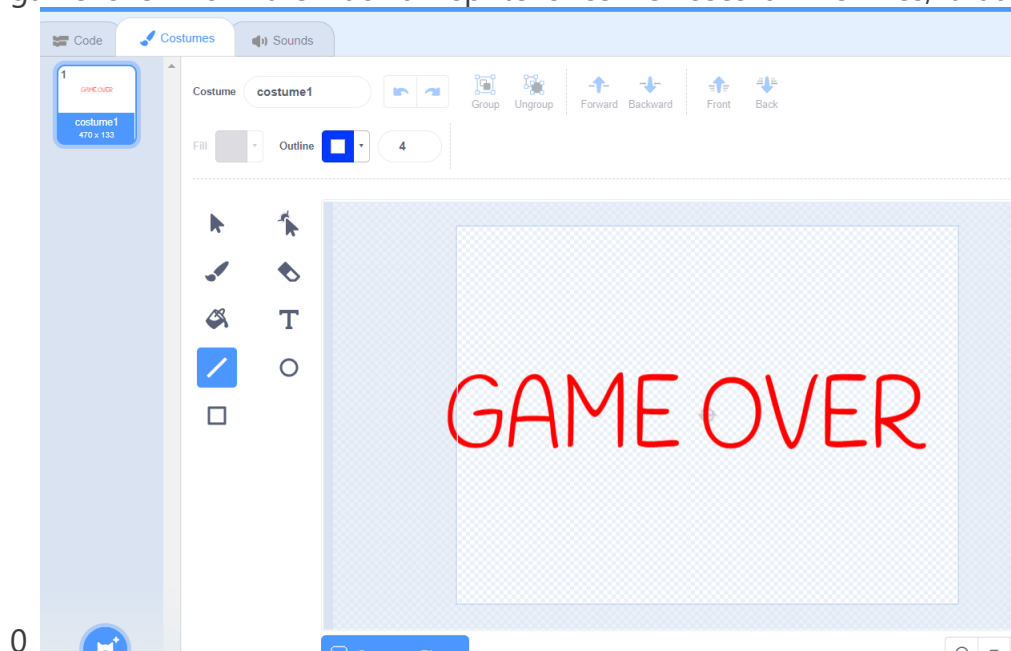 Code
Costumes
Sounds
1
GAME OVER
costume1
470 x 133
Costume
costume1
Group
Ungroup
Forward
Backward
Front
Back
Fill
Outline
4
T
GAME OVER
0